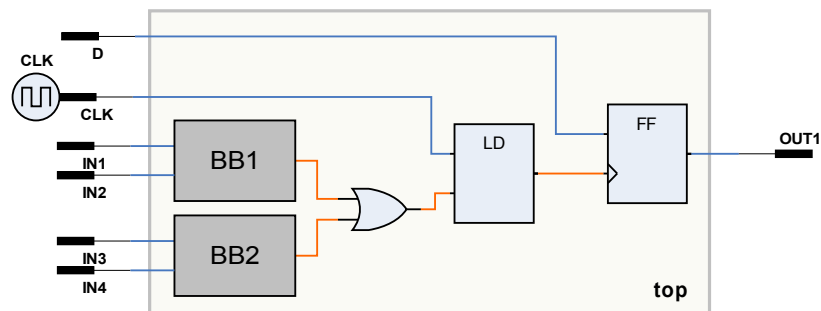 D
CLK
CLK
IN1
IN2
BB1
IN3
IN4
BB2
LD
FF
OUT1
top